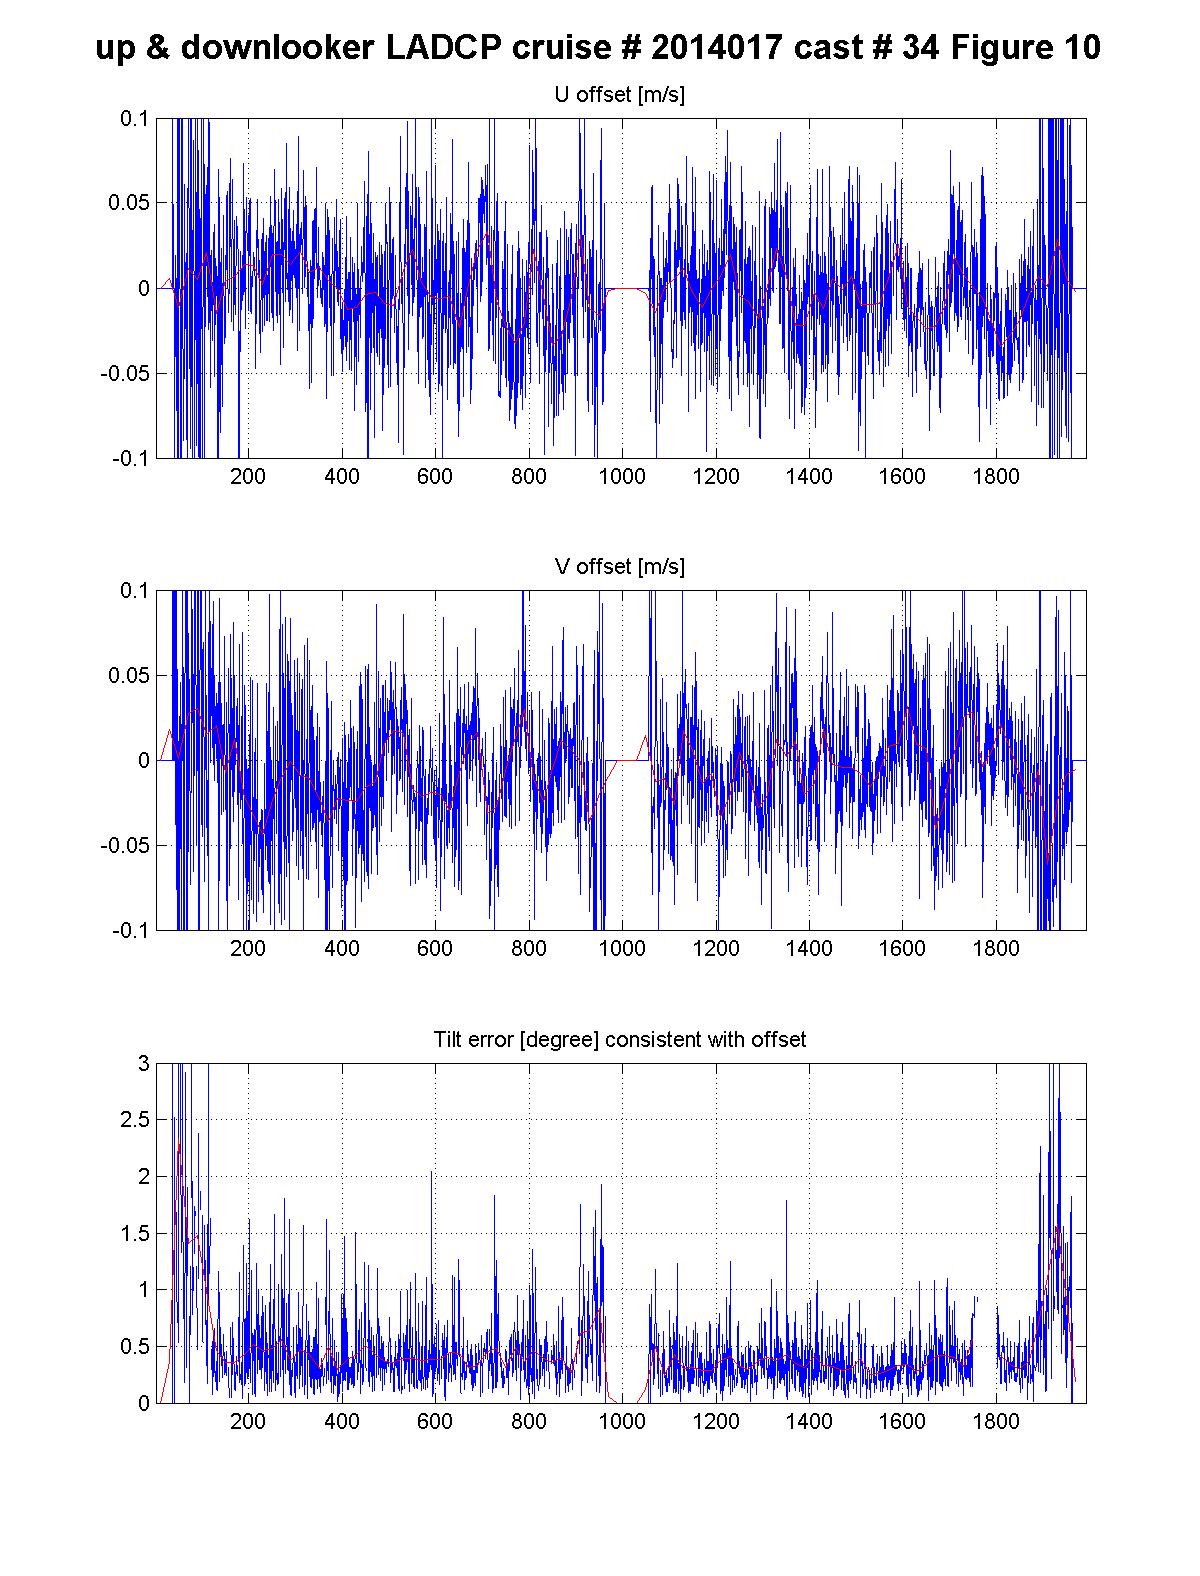 up & downlooker LADCP cruise # 2014017 cast # 34 Figure 10
U offset [m/s]
0.1
0.05
0
-0.05
-0.1
200 400 600 800 1000 1200 1400 1600 1800
V offset [m/s]
0.1
0.05
0
-0.05
-0.1
200 400 600 800 1000 1200 1400 1600 1800
Tilt error [degree] consistent with offset
3
2.5
2
1.5
1
0.5
0
200 400 600 800 1000 1200 1400 1600 1800